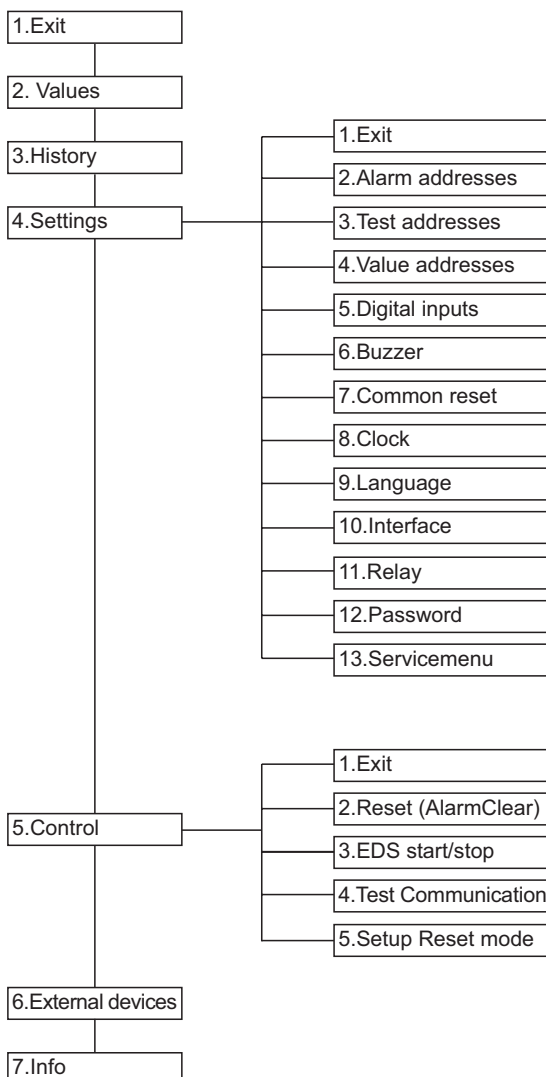 1.Exit
2. Values
3.History
4.Settings
1.Exit
2.Alarm addresses
3.Test addresses
4.Value addresses
5.Digital inputs
6.Buzzer
7.Common reset
8.Clock
9.Language
10.Interface
11.Relay
12.Password
13.Servicemenu
5.Control
1.Exit
2.Reset (AlarmClear)
3.EDS start/stop
4.Test Communication
5.Setup Reset mode
6.External devices
7.Info